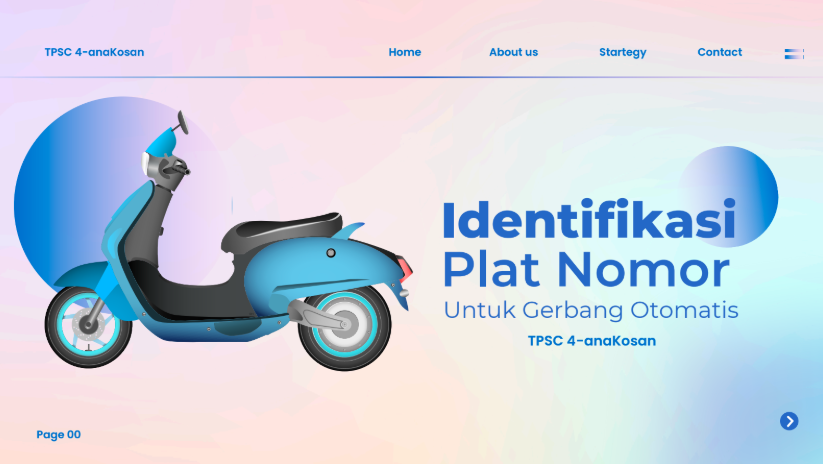 TPSC 4-anaKosan
Home About us Startegy Contact
Identifikasi
Plat Nomor
Untuk Gerbang Otomatis
TPSC 4-anaKosan
Page 00